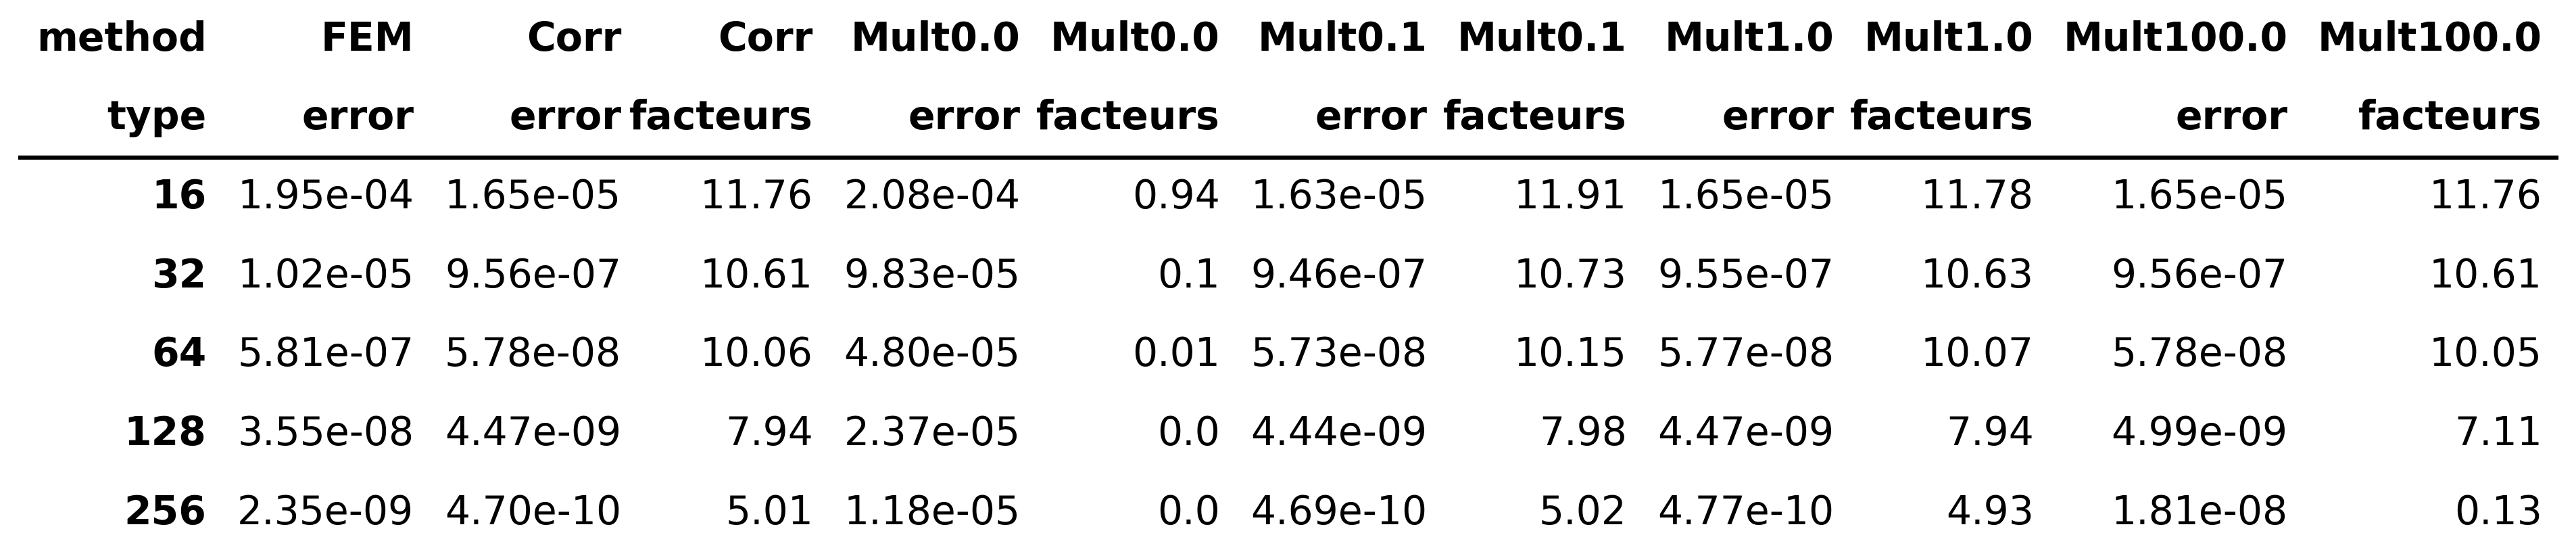 method FEM Corr Corr Mult0.0 Mult0.0 Mult0.1 Mult0.1 Mult1.0 Mult1.0 Mult100.0 Mult100.0
type error error facteurs error facteurs error facteurs error facteurs error facteurs
16 1.95e-04 1.65e-05 11.76 2.08e-04 0.94 1.63e-05 11.91 1.65e-05 11.78 1.65e-05 11.76
32 1.02e-05 9.56e-07 10.61 9.83e-05 0.1 9.46e-07 10.73 9.55e-07 10.63 9.56e-07 10.61
64 5.81e-07 5.78e-08 10.06 4.80e-05 0.01 5.73e-08 10.15 5.77e-08 10.07 5.78e-08 10.05
128 3.55e-08 4.47e-09 7.94 2.37e-05 0.0 4.44e-09 7.98 4.47e-09 7.94 4.99e-09 7.11
256 2.35e-09 4.70e-10 5.01 1.18e-05 0.0 4.69e-10 5.02 4.77e-10 4.93 1.81e-08 0.13